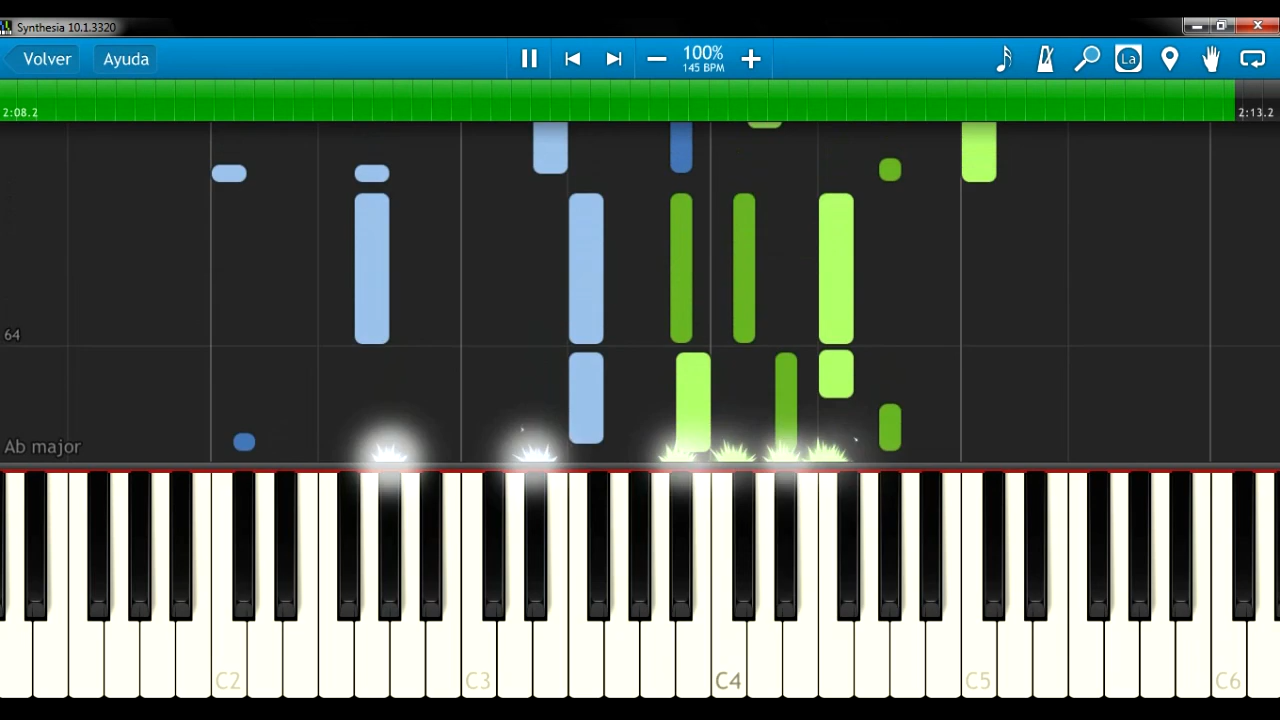 Synthesia 10.1.3320
Volver
Ayuda
100%
145 BPM
La
2:08.2
2:13.2
64
Ab major
C2
C3
C4
C5
C6